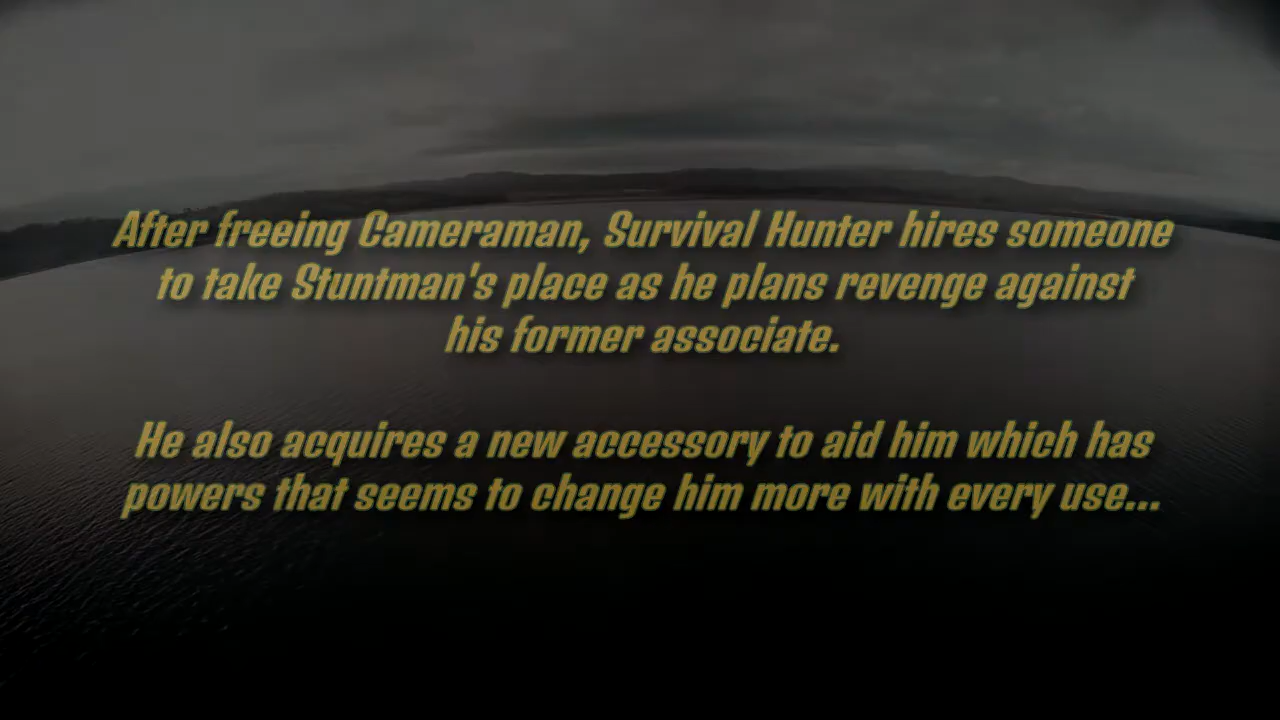 After freeing Cameraman, Survival Hunter hires someone
to take Stuntman's place as he plans revenge against
his former associate.
He also acquires a new accessory to aid him which has
powers that seems to change him more with every use...